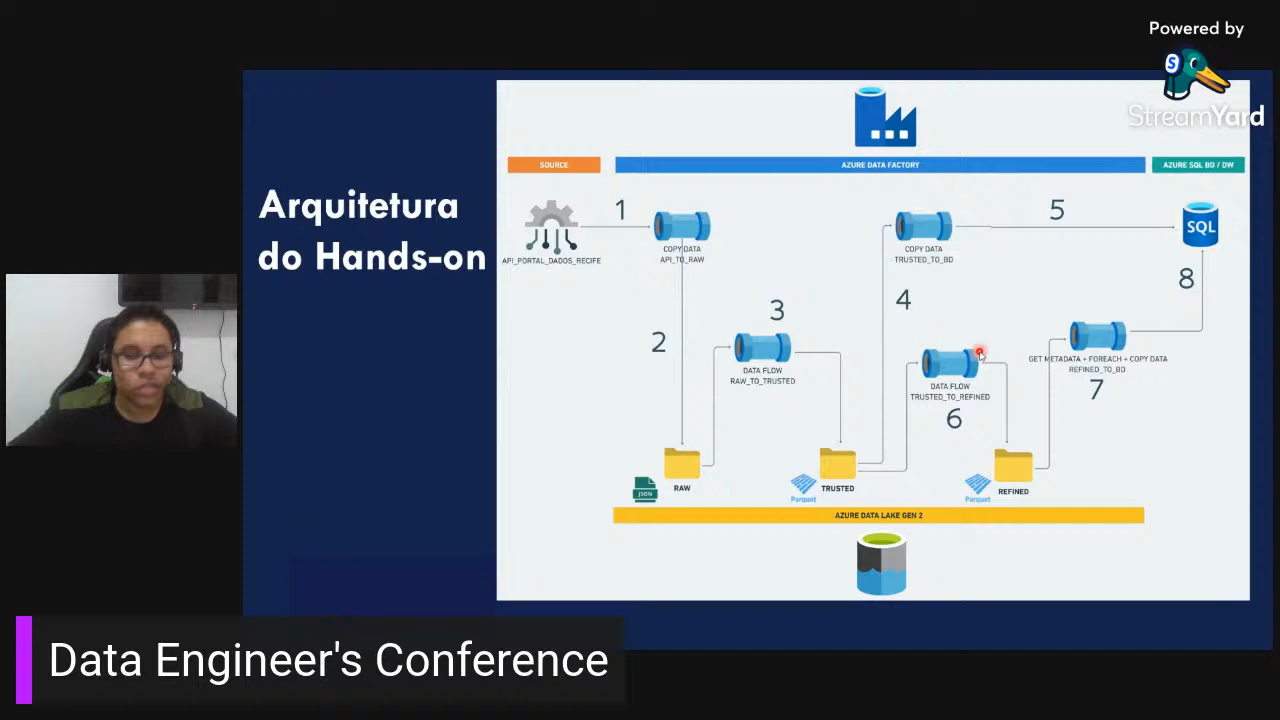 Powered by
S
StreamYard
Arquitetura
do Hands-on
SOURCE
AZURE DATA FACTORY
AZURE SQL BD / DW
1
5
SQL
API_PORTAL_DADOS_RECIFE
COPY DATA
API_TO_RAW
COPY DATA
TRUSTED_TO_BD
8
4
3
2
DATA FLOW
RAW_TO_TRUSTED
DATA FLOW
TRUSTED_TO_REFINED
6
GET METADATA + FOREACH + COPY DATA
REFINED_TO_BD
7
JSON
RAW
Parquet
TRUSTED
Parquet
REFINED
AZURE DATA LAKE GEN 2
Data Engineer's Conference